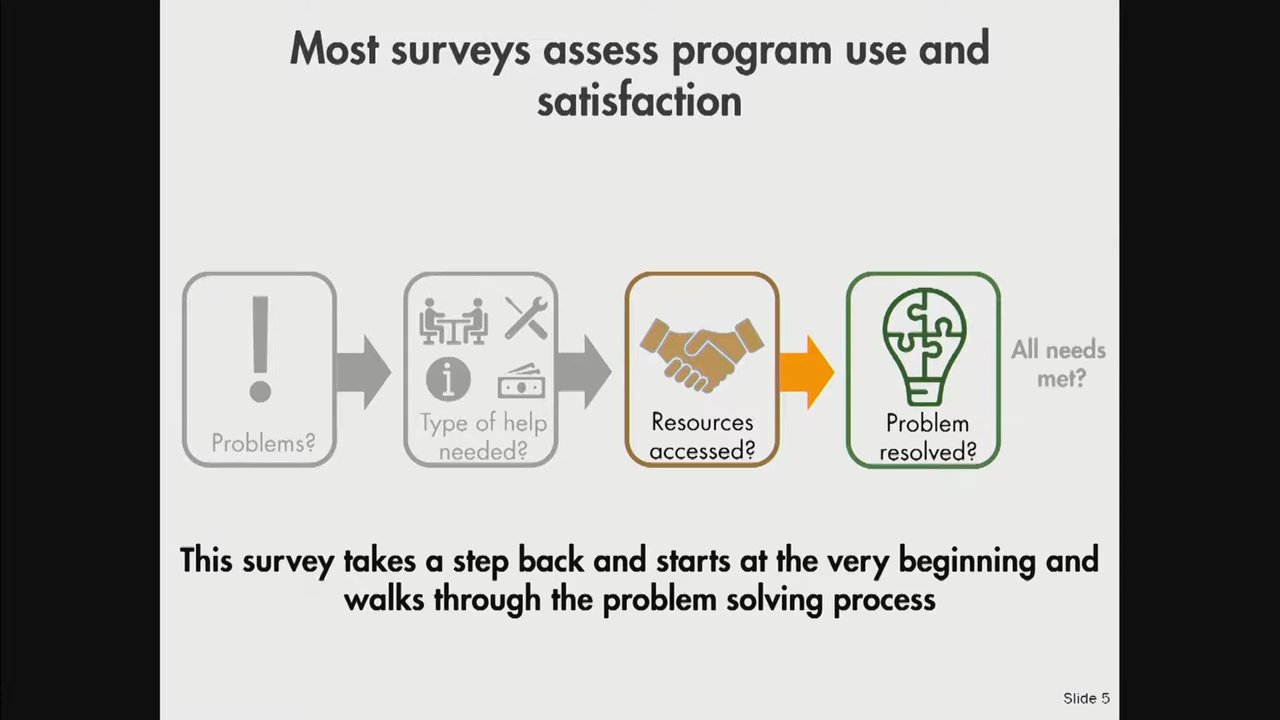 Most surveys assess program use and
satisfaction
Problems?
Type of help
needed?
Resources
accessed?
Problem
resolved?
All needs
met?
This survey takes a step back and starts at the very beginning and
walks through the problem solving process
Slide 5